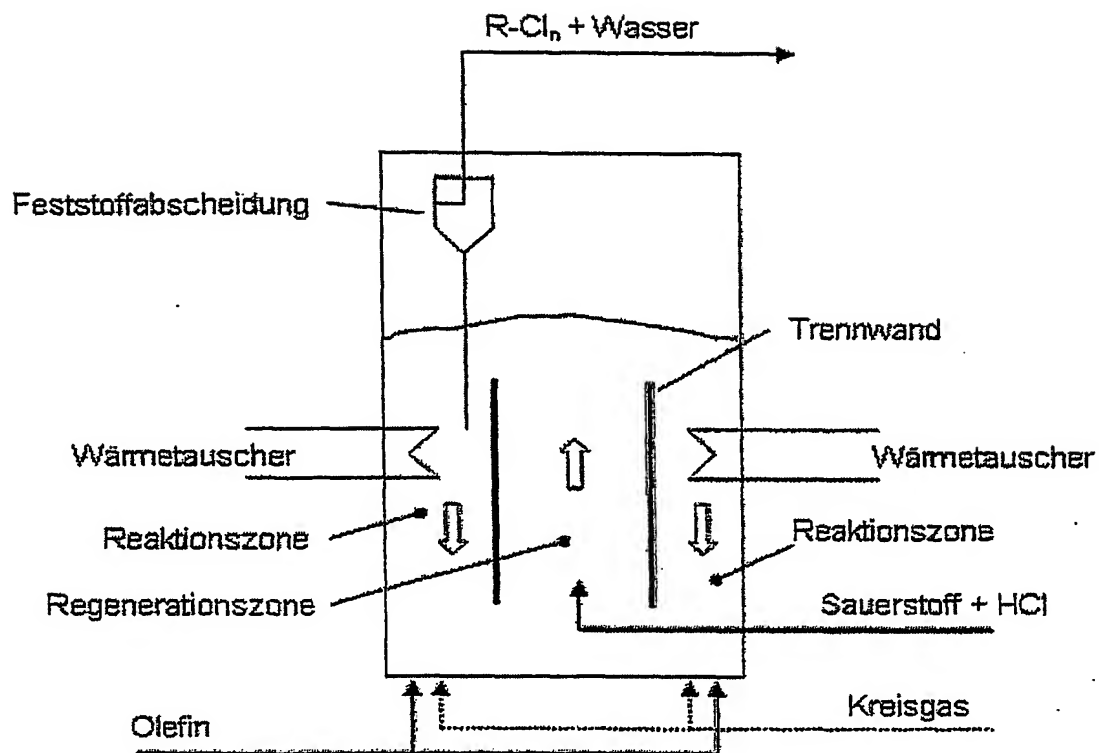 R-Clₙ + Wasser
Feststoffabscheidung
Trennwand
Wärmetauscher
Wärmetauscher
Reaktionszone
Reaktionszone
Regenerationszone
Sauerstoff + HCl
Kreisgas
Olefin